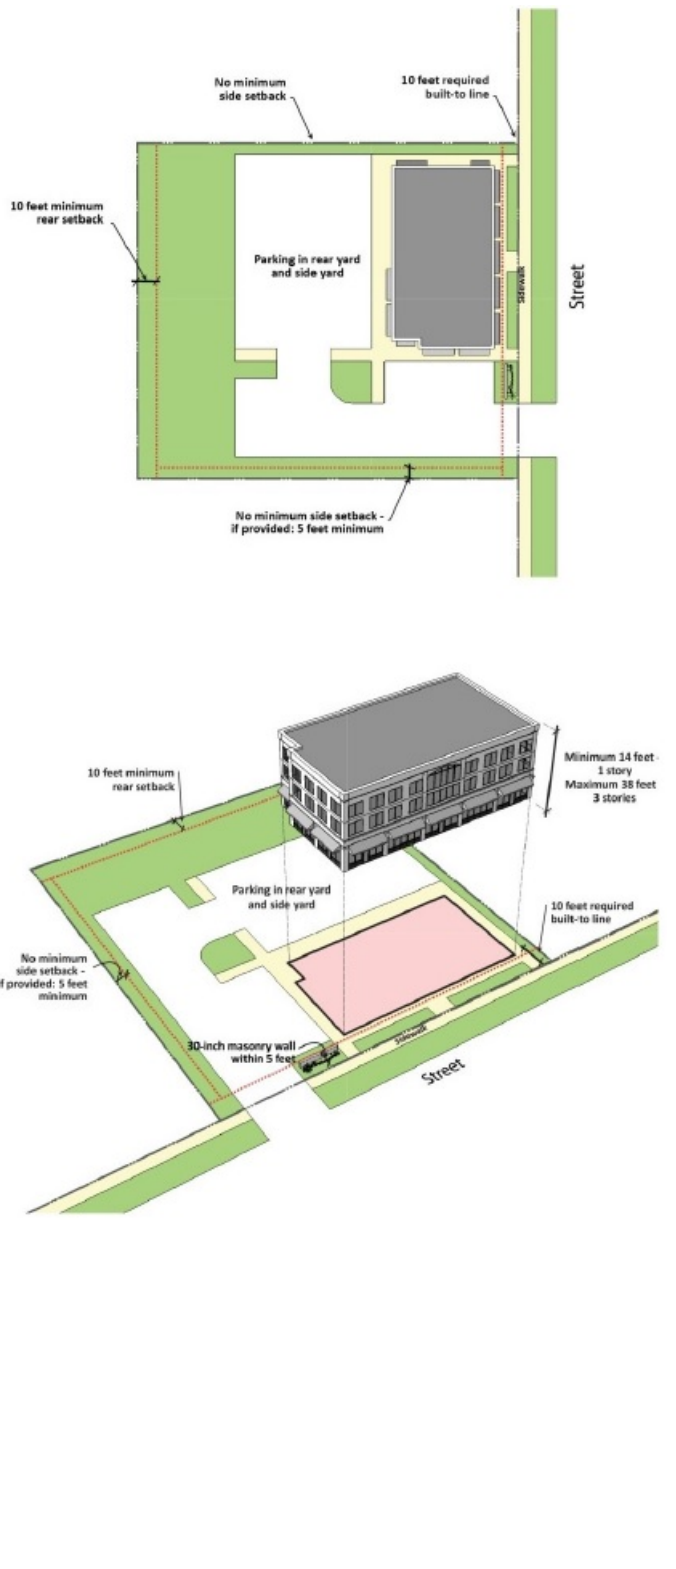 No minimum
side setback
10 feet required
built-to line
10 feet minimum
rear setback
Parking in rear yard
and side yard
Sidewalk
Street
No minimum side setback -
if provided: 5 feet minimum
Minimum 14 feet -
1 story
Maximum 38 feet
3 stories
10 feet minimum
rear setback
Parking in rear yard
and side yard
10 feet required
built-to line
No minimum
side setback -
if provided: 5 feet
minimum
30-inch masonry wall
within 5 feet
Sidewalk
Street